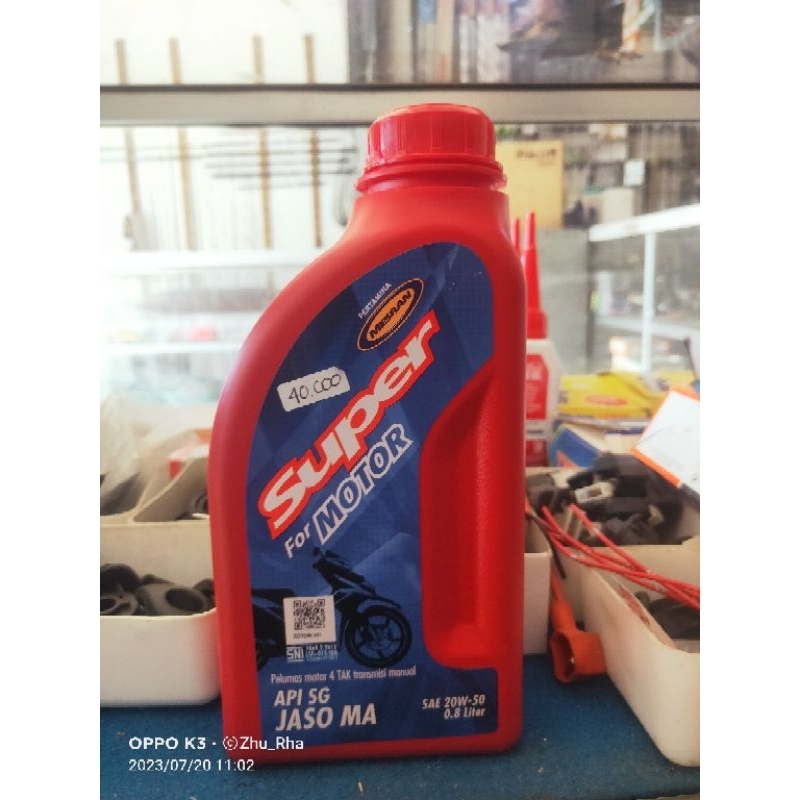 PERTAMINA
MESRAN
40.000
Super
For MOTOR
SNI
Pelumas motor 4 TAK transmisi manual
API SG
JASO MA
SAE 20W-50
0.8 Liter
OPPO K3 · ©Zhu_Rha
2023/07/20 11:02